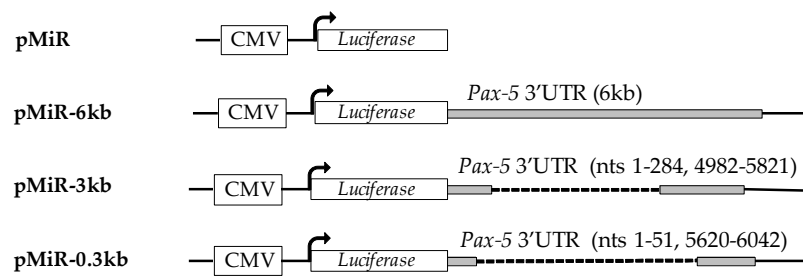 pMiR CMV Luciferase
Pax-5 3'UTR (6kb)
pMiR-6kb CMV Luciferase
Pax-5 3'UTR (nts 1-284, 4982-5821)
pMiR-3kb CMV Luciferase
Pax-5 3'UTR (nts 1-51, 5620-6042)
pMiR-0.3kb CMV Luciferase